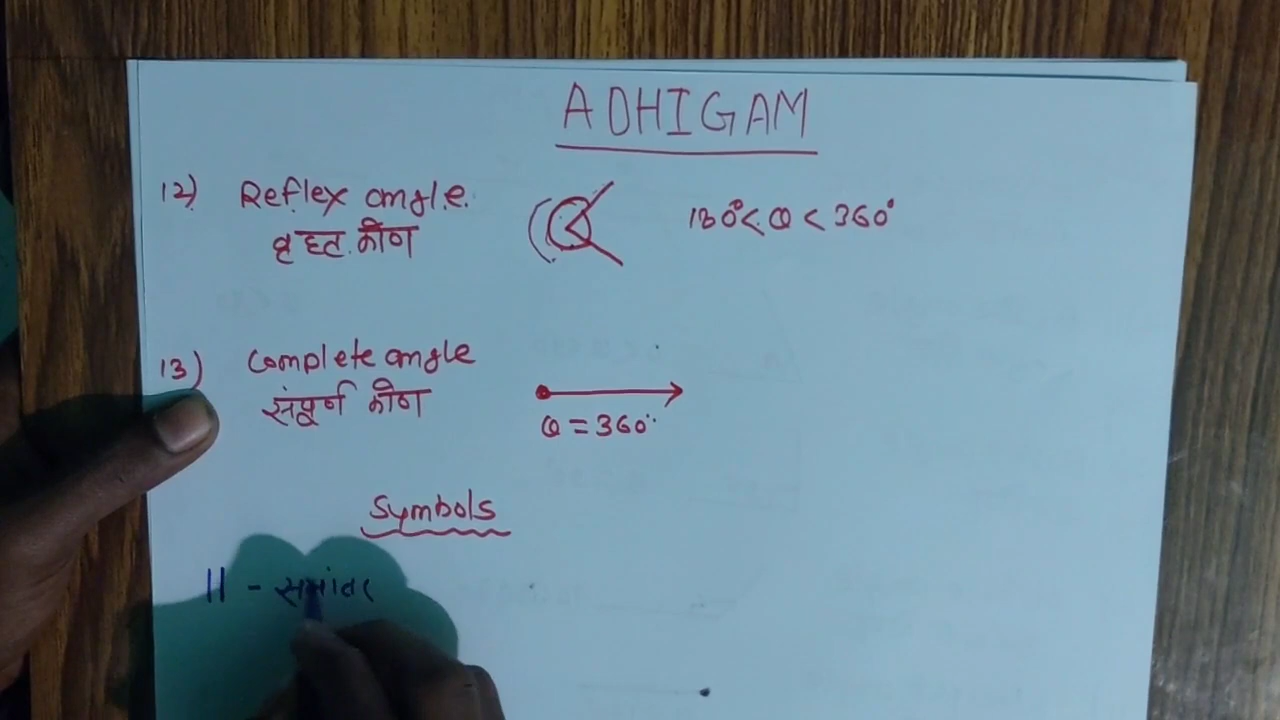 ADHIGAM
12) Reflex angle. 180°< θ < 360°
वृहत कोण
13) Complete angle
संपूर्ण कोण
θ = 360°
Symbols
|| - समांतर